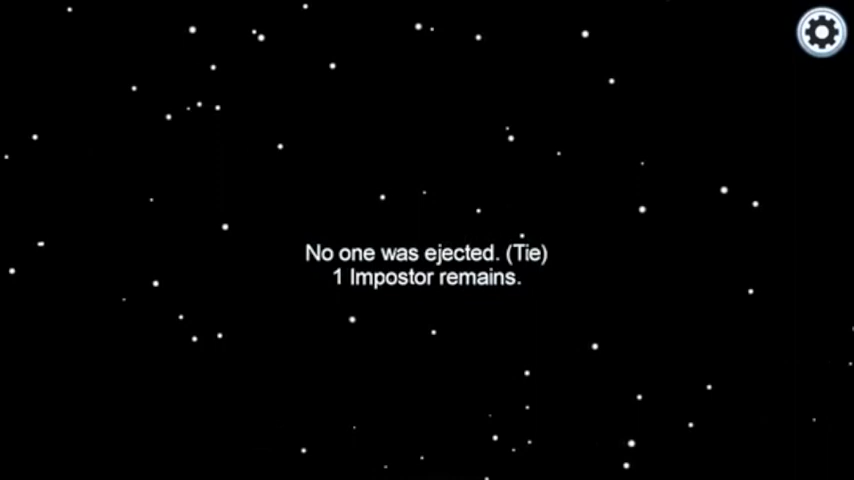 No one was ejected. (Tie)
1 Impostor remains.